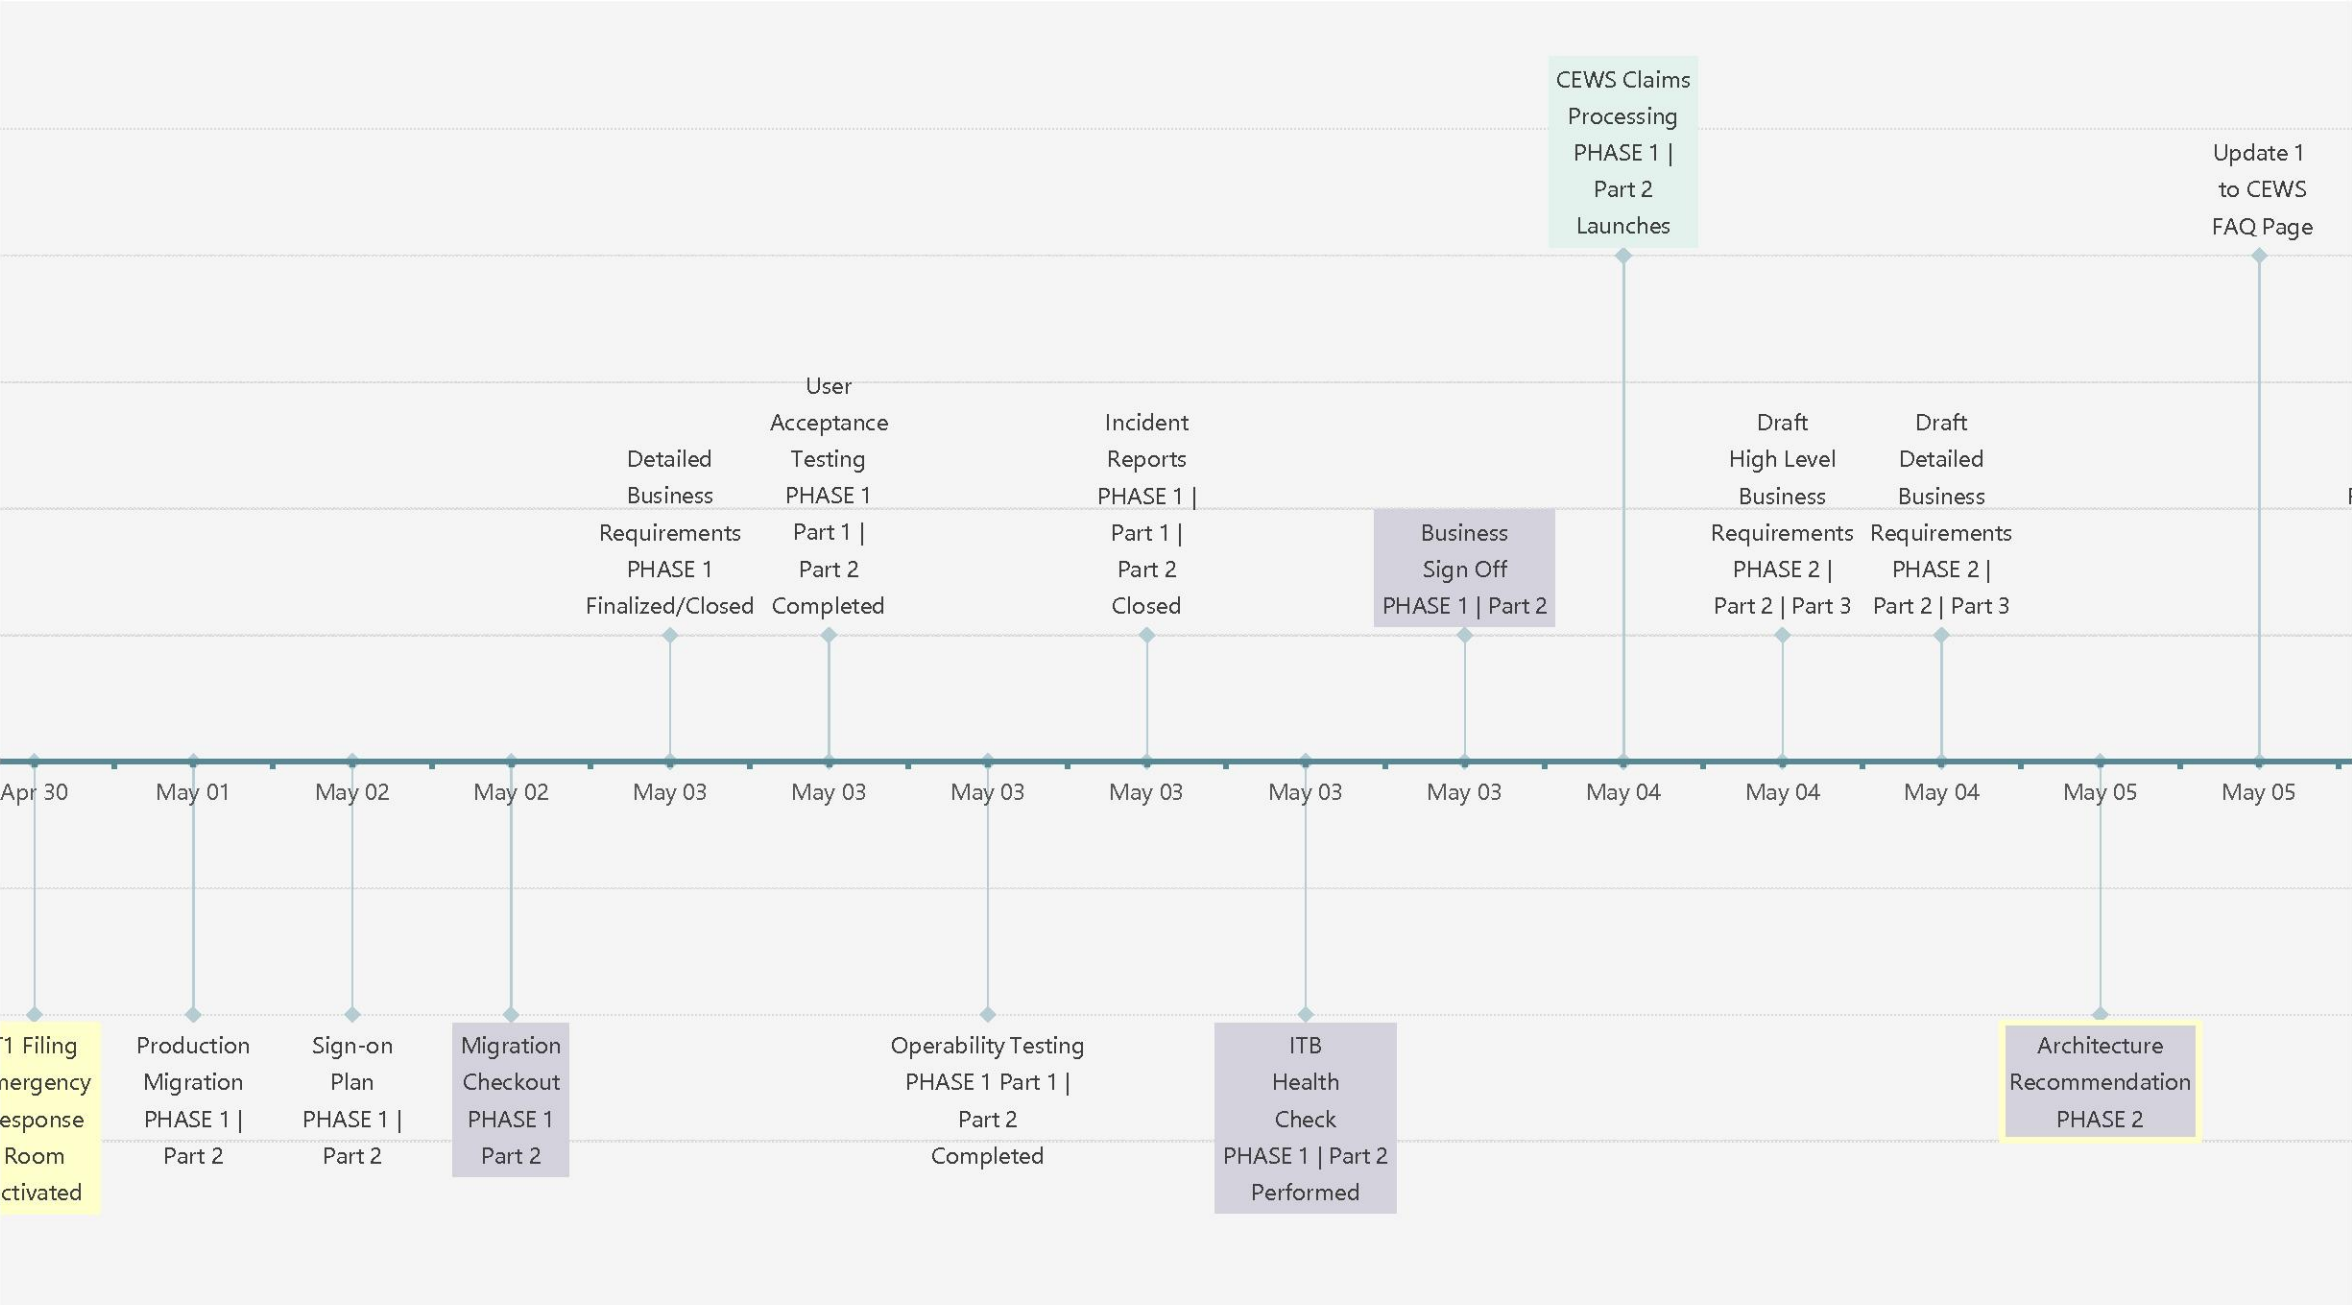 CEWS Claims
Processing
PHASE 1 |
Part 2
Launches
Update 1
to CEWS
FAQ Page
Detailed
Business
Requirements
PHASE 1
Finalized/Closed
User
Acceptance
Testing
PHASE 1
Part 1 |
Part 2
Completed
Incident
Reports
PHASE 1 |
Part 1 |
Part 2
Closed
Business
Sign Off
PHASE 1 | Part 2
Draft
High Level
Business
Requirements
PHASE 2 |
Part 2 | Part 3
Draft
Detailed
Business
Requirements
PHASE 2 |
Part 2 | Part 3
Apr 30
May 01
May 02
May 02
May 03
May 03
May 03
May 03
May 03
May 03
May 04
May 04
May 04
May 05
May 05
T1 Filing
mergency
esponse
Room
ctivated
Production
Migration
PHASE 1 |
Part 2
Sign-on
Plan
PHASE 1 |
Part 2
Migration
Checkout
PHASE 1
Part 2
Operability Testing
PHASE 1 Part 1 |
Part 2
Completed
ITB
Health
Check
PHASE 1 | Part 2
Performed
Architecture
Recommendation
PHASE 2